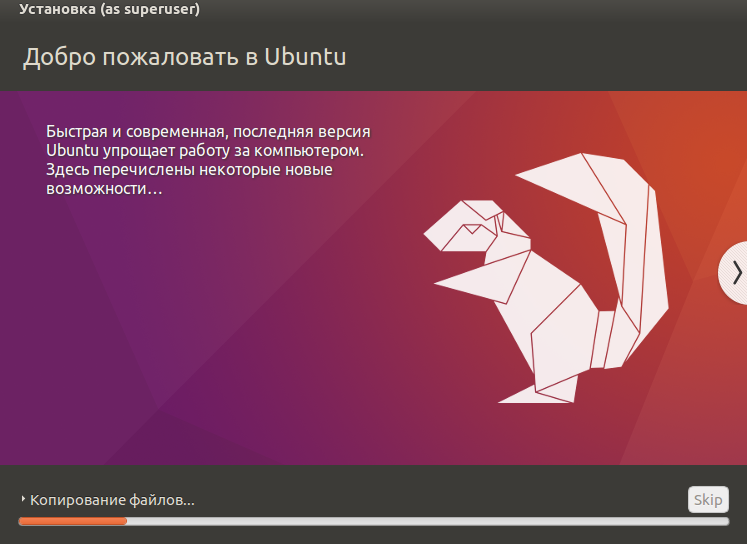 Установка (as superuser)
Добро пожаловать в Ubuntu
Быстрая и современная, последняя версия
Ubuntu упрощает работу за компьютером.
Здесь перечислены некоторые новые
возможности…
Копирование файлов...
Skip